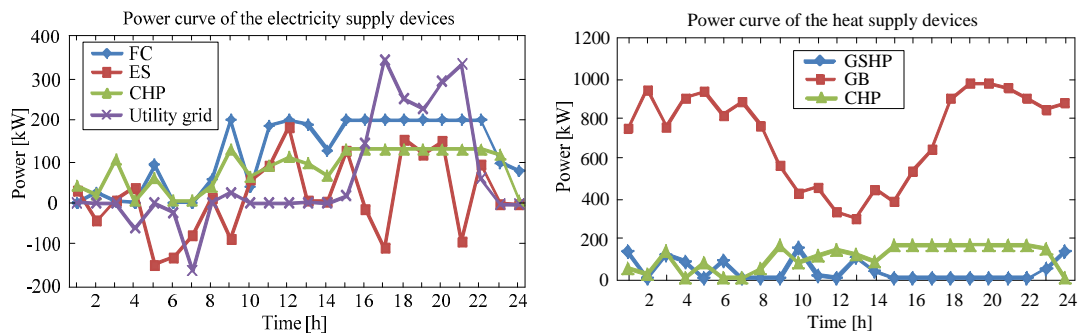 Power curve of the electricity supply devices
400
300
200
100
0
-100
-200
Power [kW]
FC
ES
CHP
Utility grid
2 4 6 8 10 12 14 16 18 20 22 24
Time [h]
Power curve of the heat supply devices
1200
1000
800
600
400
200
0
Power [kW]
GSHP
GB
CHP
2 4 6 8 10 12 14 16 18 20 22 24
Time [h]